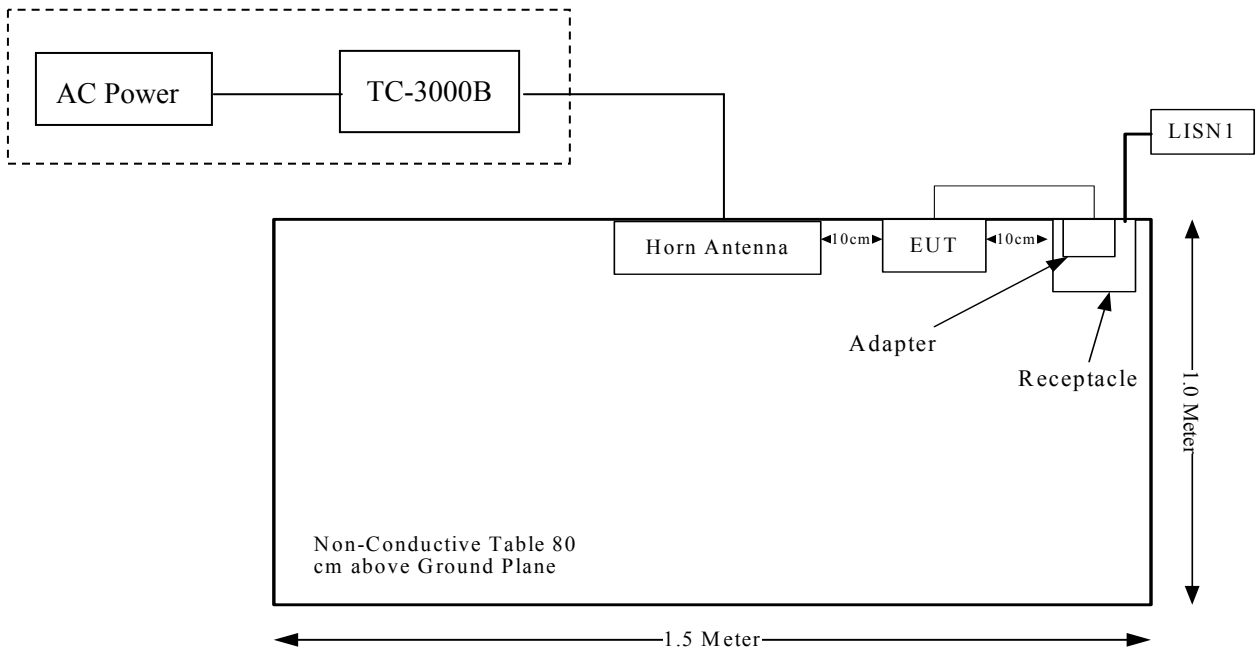 AC Power
TC-3000B
LISN1
Horn Antenna
10cm
EUT
10cm
Adapter
Receptacle
1.0 Meter
Non-Conductive Table 80
cm above Ground Plane
1.5 Meter